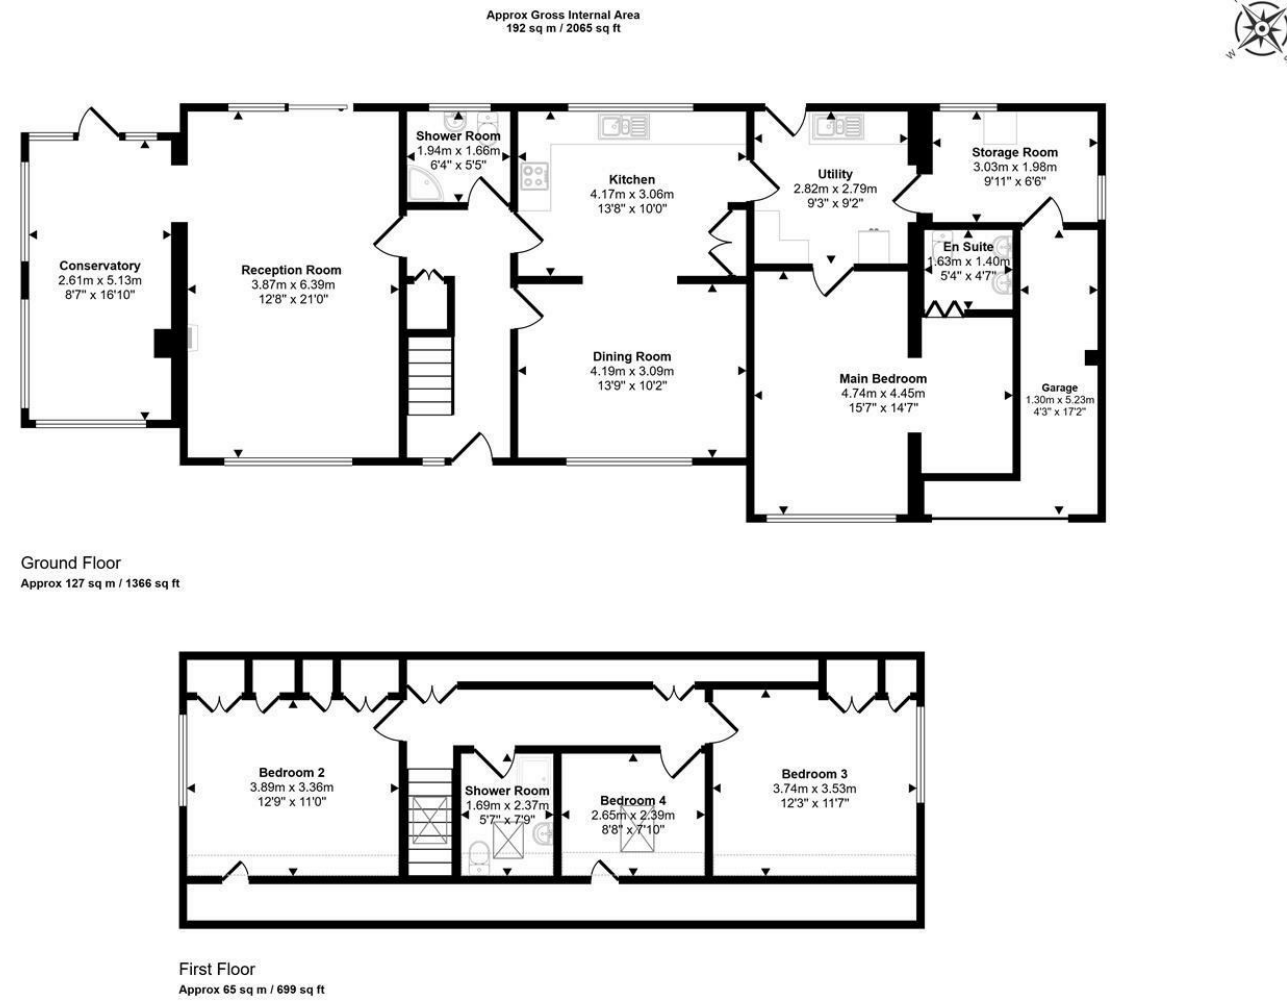 Approx Gross Internal Area
192 sq m / 2065 sq ft
W
Shower Room
1.94m x 1.66m
6'4" x 5'5"
Kitchen
4.17m x 3.06m
13'8" x 10'0"
Utility
2.82m x 2.79m
9'3" x 9'2"
Storage Room
3.03m x 1.98m
9'11" x 6'6"
Conservatory
2.61m x 5.13m
8'7" x 16'10"
Reception Room
3.87m x 6.39m
12'8" x 21'0"
En Suite
1.63m x 1.40m
5'4" x 4'7"
Dining Room
4.19m x 3.09m
13'9" x 10'2"
Main Bedroom
4.74m x 4.45m
15'7" x 14'7"
Garage
1.30m x 5.23m
4'3" x 17'2"
Ground Floor
Approx 127 sq m / 1366 sq ft
Bedroom 2
3.89m x 3.36m
12'9" x 11'0"
Shower Room
1.69m x 2.37m
5'7" x 7'9"
Bedroom 4
2.65m x 2.39m
8'8" x 7'10"
Bedroom 3
3.74m x 3.53m
12'3" x 11'7"
First Floor
Approx 65 sq m / 699 sq ft